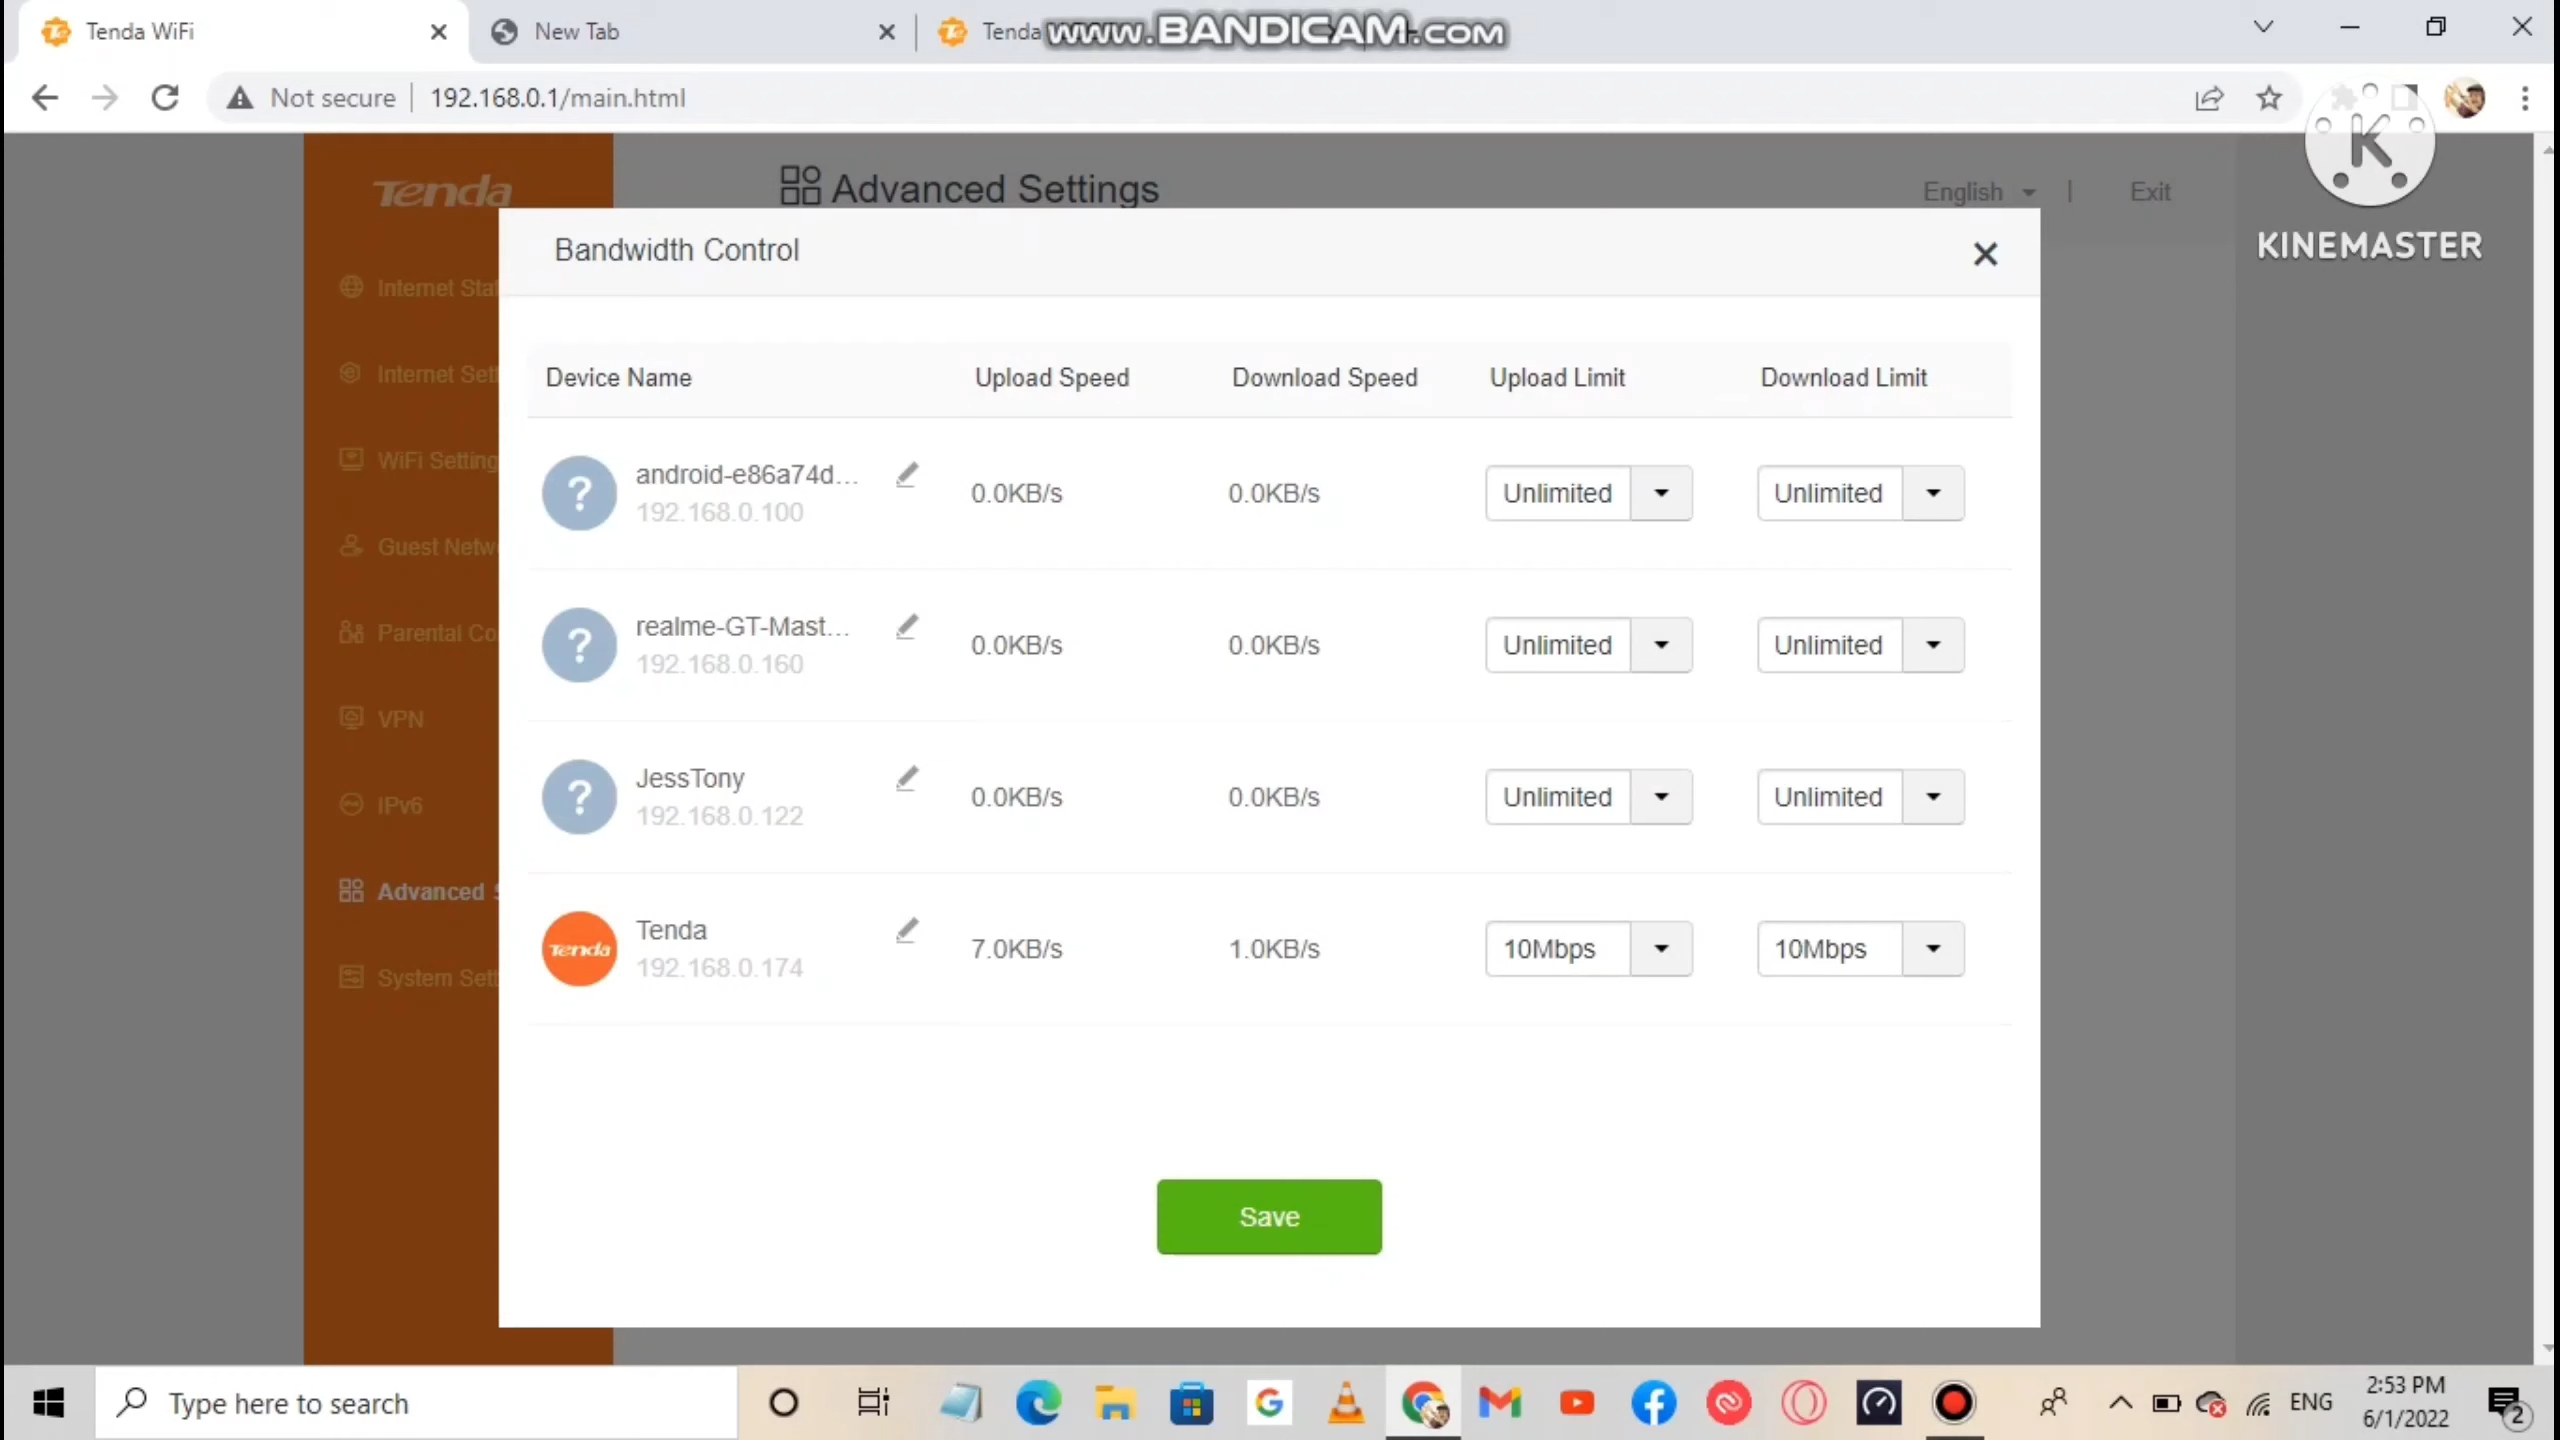 Tenda WiFi
New Tab
Tenda
www.BANDICAM.com
Not secure
192.168.0.1/main.html
KINEMASTER
Tenda
Advanced Settings
English
Exit
Internet Stat
Internet Sett
WiFi Setting
Guest Netw
Parental Co
VPN
IPv6
Advanced S
System Sett
Bandwidth Control
Device Name Upload Speed Download Speed Upload Limit Download Limit
android-e86a74d... 0.0KB/s 0.0KB/s Unlimited Unlimited
192.168.0.100
realme-GT-Mast... 0.0KB/s 0.0KB/s Unlimited Unlimited
192.168.0.160
JessTony 0.0KB/s 0.0KB/s Unlimited Unlimited
192.168.0.122
Tenda Tenda 7.0KB/s 1.0KB/s 10Mbps 10Mbps
192.168.0.174
Save
Type here to search
ENG
2:53 PM
6/1/2022
2